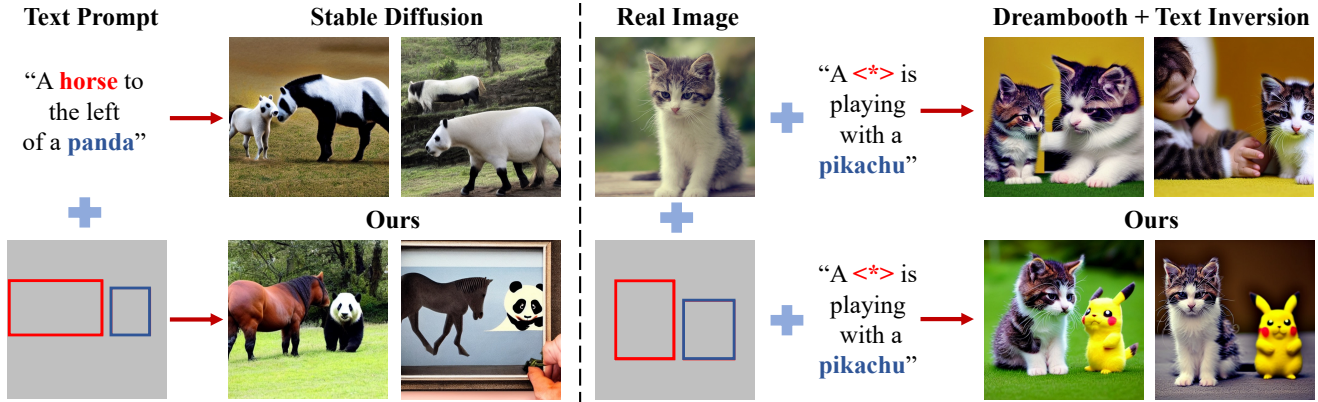 Text Prompt
Stable Diffusion
“A horse to
the left
of a panda”
Ours
Real Image
Dreambooth + Text Inversion
“A <*> is
playing
with a
pikachu”
Ours
“A <*> is
playing
with a
pikachu”